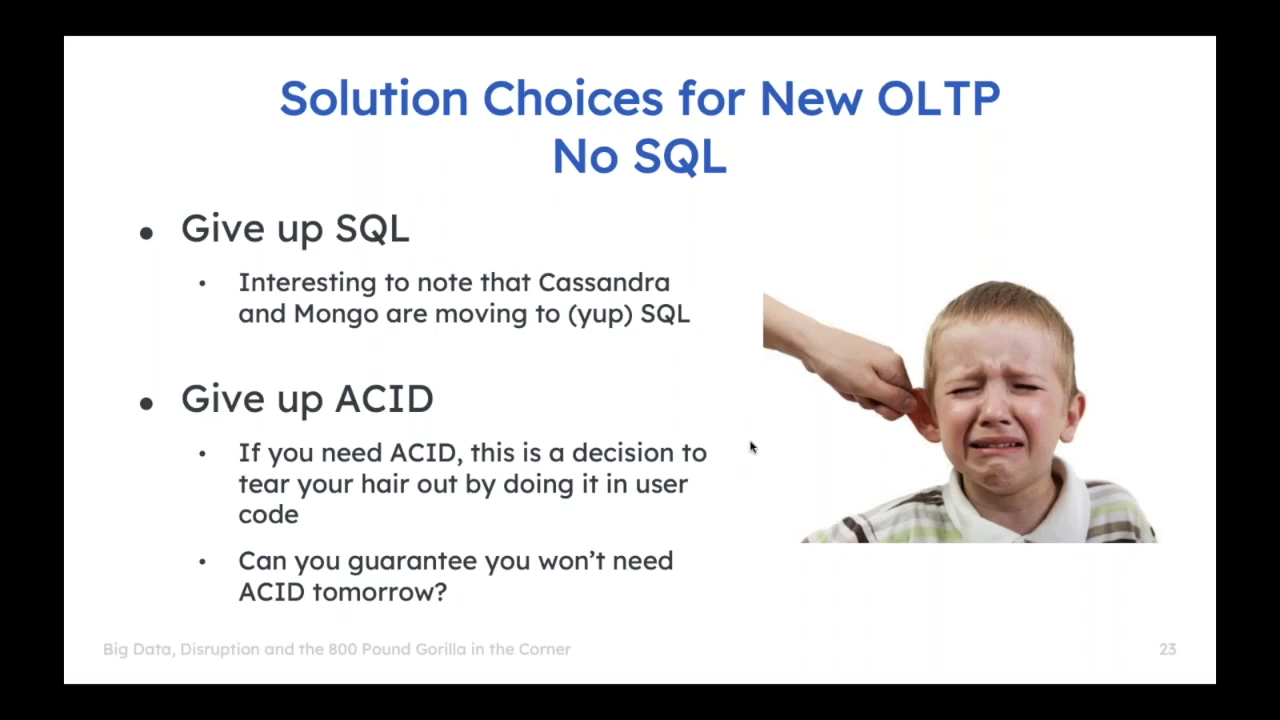 Solution Choices for New OLTP
No SQL
• Give up SQL
• Interesting to note that Cassandra
and Mongo are moving to (yup) SQL
• Give up ACID
• If you need ACID, this is a decision to
tear your hair out by doing it in user
code
• Can you guarantee you won’t need
ACID tomorrow?
Big Data, Disruption and the 800 Pound Gorilla in the Corner
23